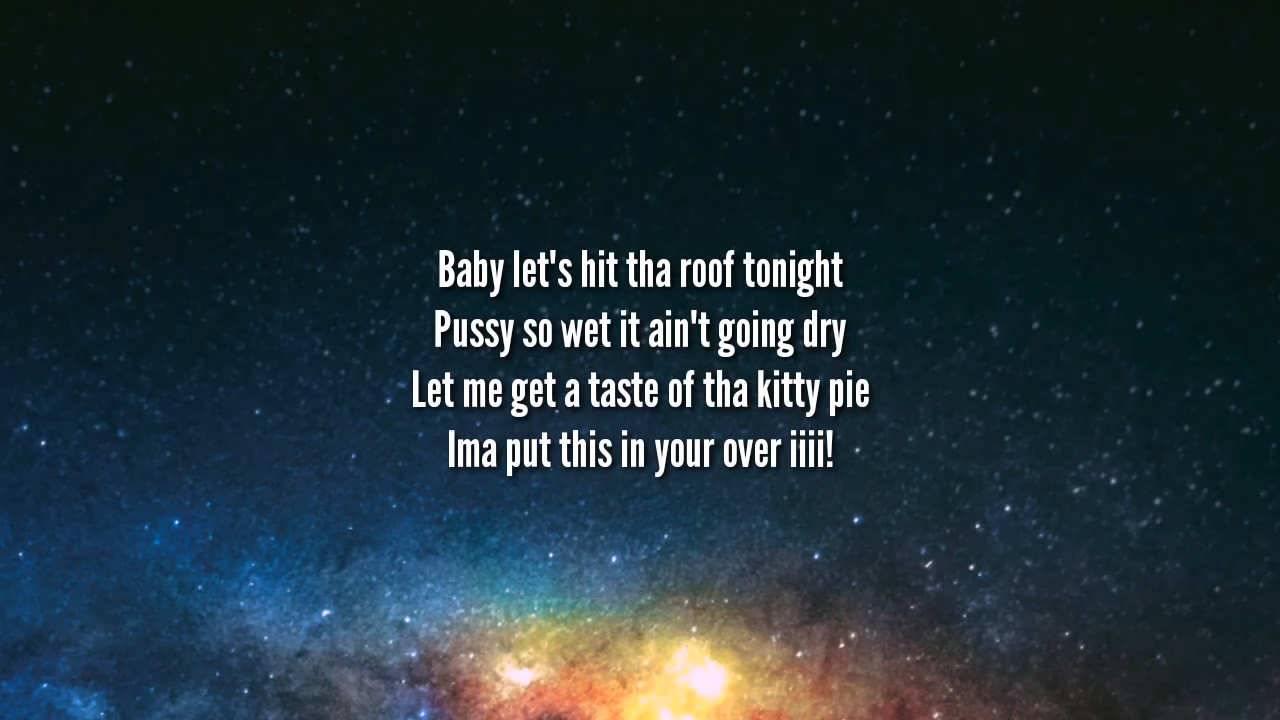 Baby let's hit tha roof tonight
Pussy so wet it ain't going dry
Let me get a taste of tha kitty pie
Ima put this in your over iiii!